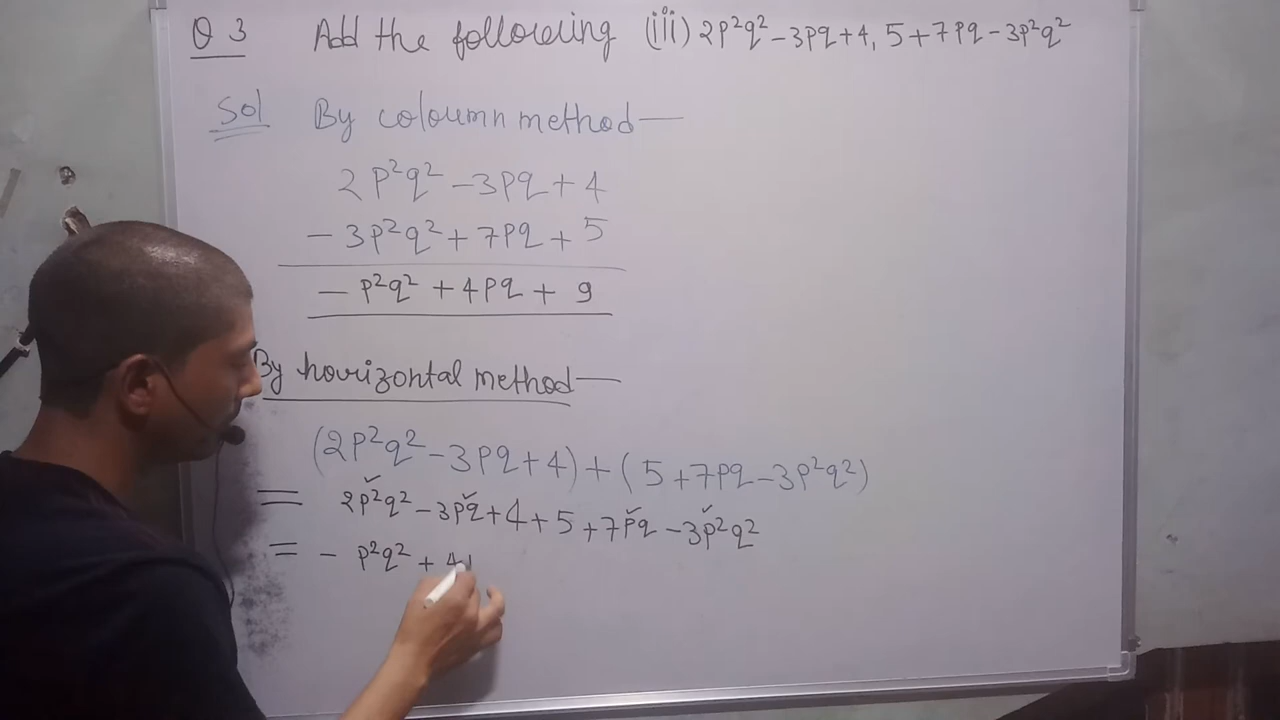 Q 3 Add the following (iii) 2p²q² - 3pq + 4, 5 + 7pq - 3p²q²
Sol By coloumn method —
2p²q² - 3pq + 4
- 3p²q² + 7pq + 5
- p²q² + 4pq + 9
By horizontal method —
(2p²q² - 3pq + 4) + (5 + 7pq - 3p²q²)
= 2p²q² - 3pq + 4 + 5 + 7pq - 3p²q²
= - p²q² + 4